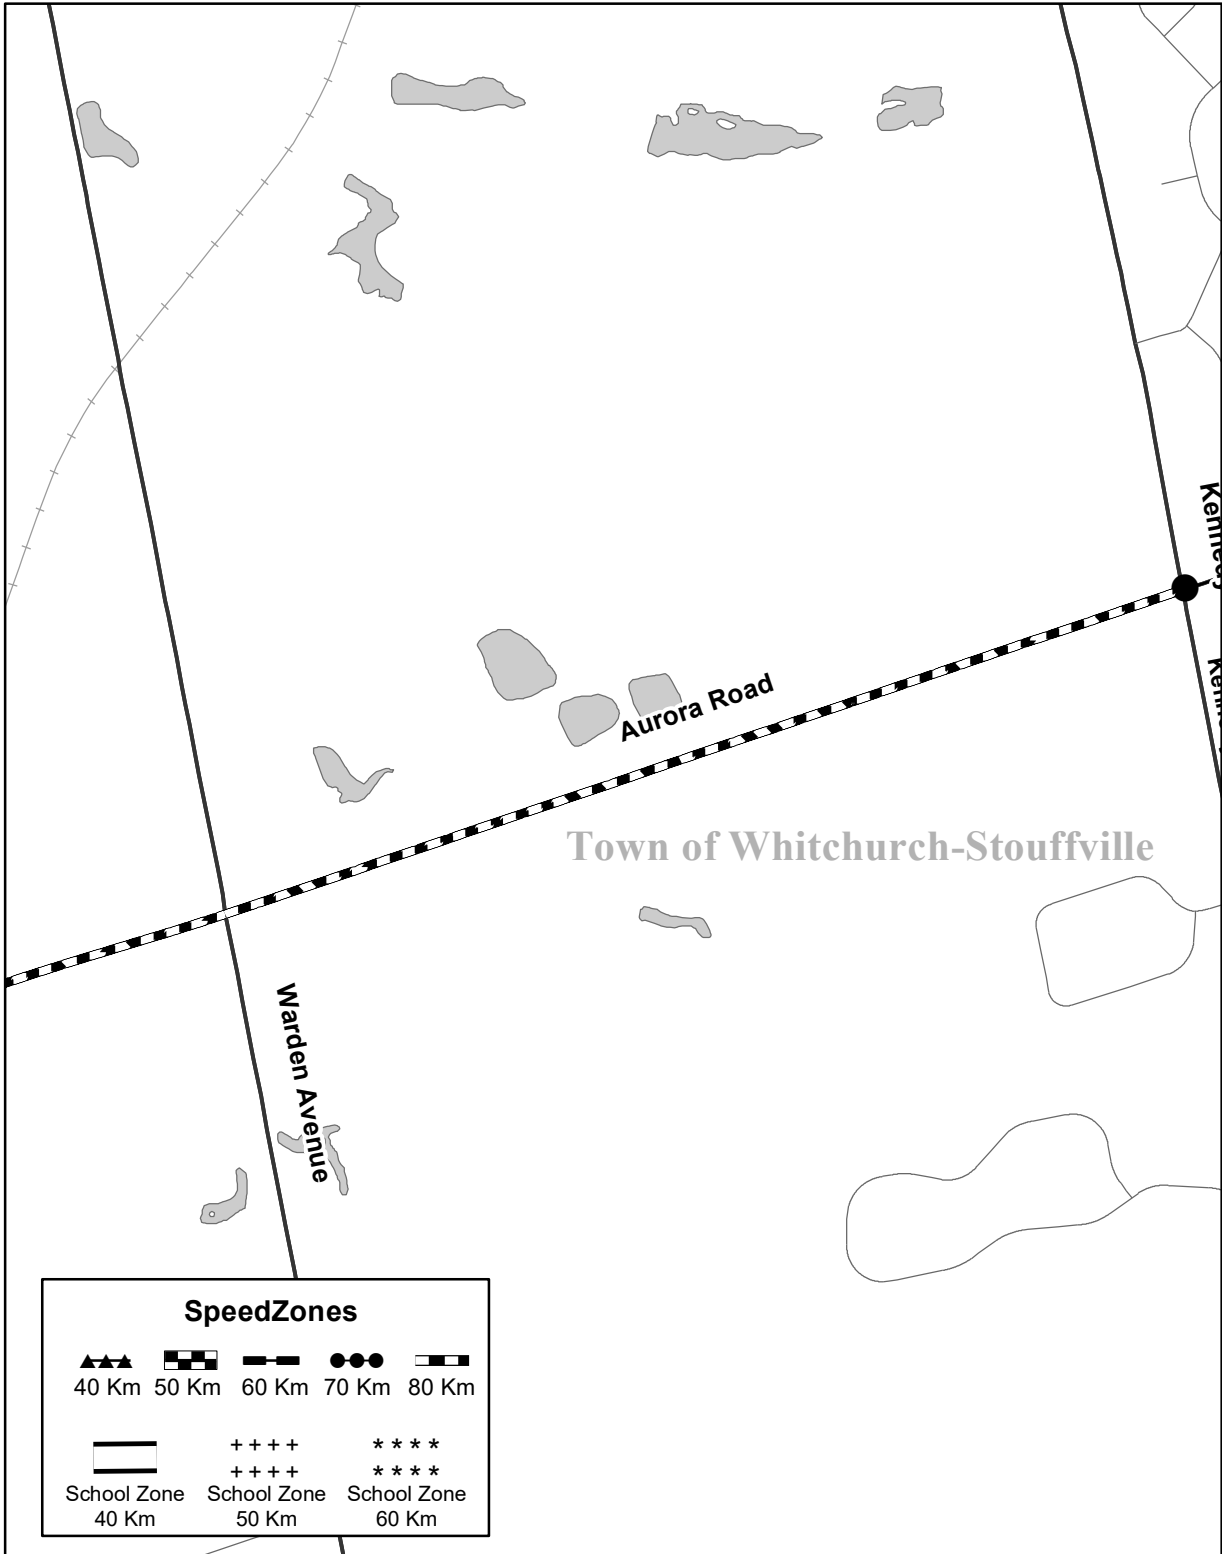 Kennedy
Aurora Road
Town of Whitchurch-Stouffville
Warden Avenue
SpeedZones
40 Km 50 Km 60 Km 70 Km 80 Km
+ + + + * * * *
+ + + + * * * *
School Zone School Zone School Zone
40 Km 50 Km 60 Km